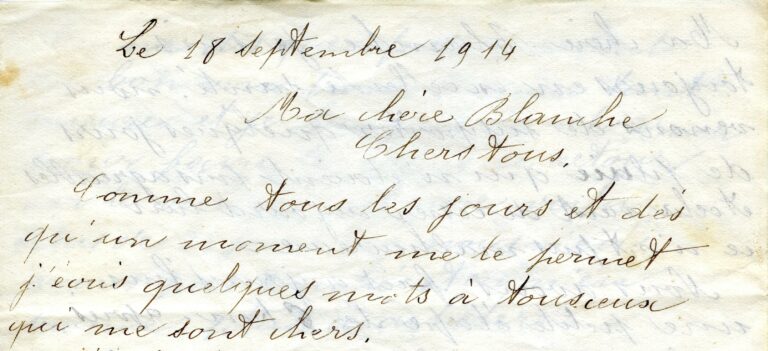 Le 18 septembre 1914
Ma chère Blanche
Chers tous.
Comme tous les jours et dès
qu'un moment me le permet
j'écris quelques mots à tous ceux
qui me sont chers.